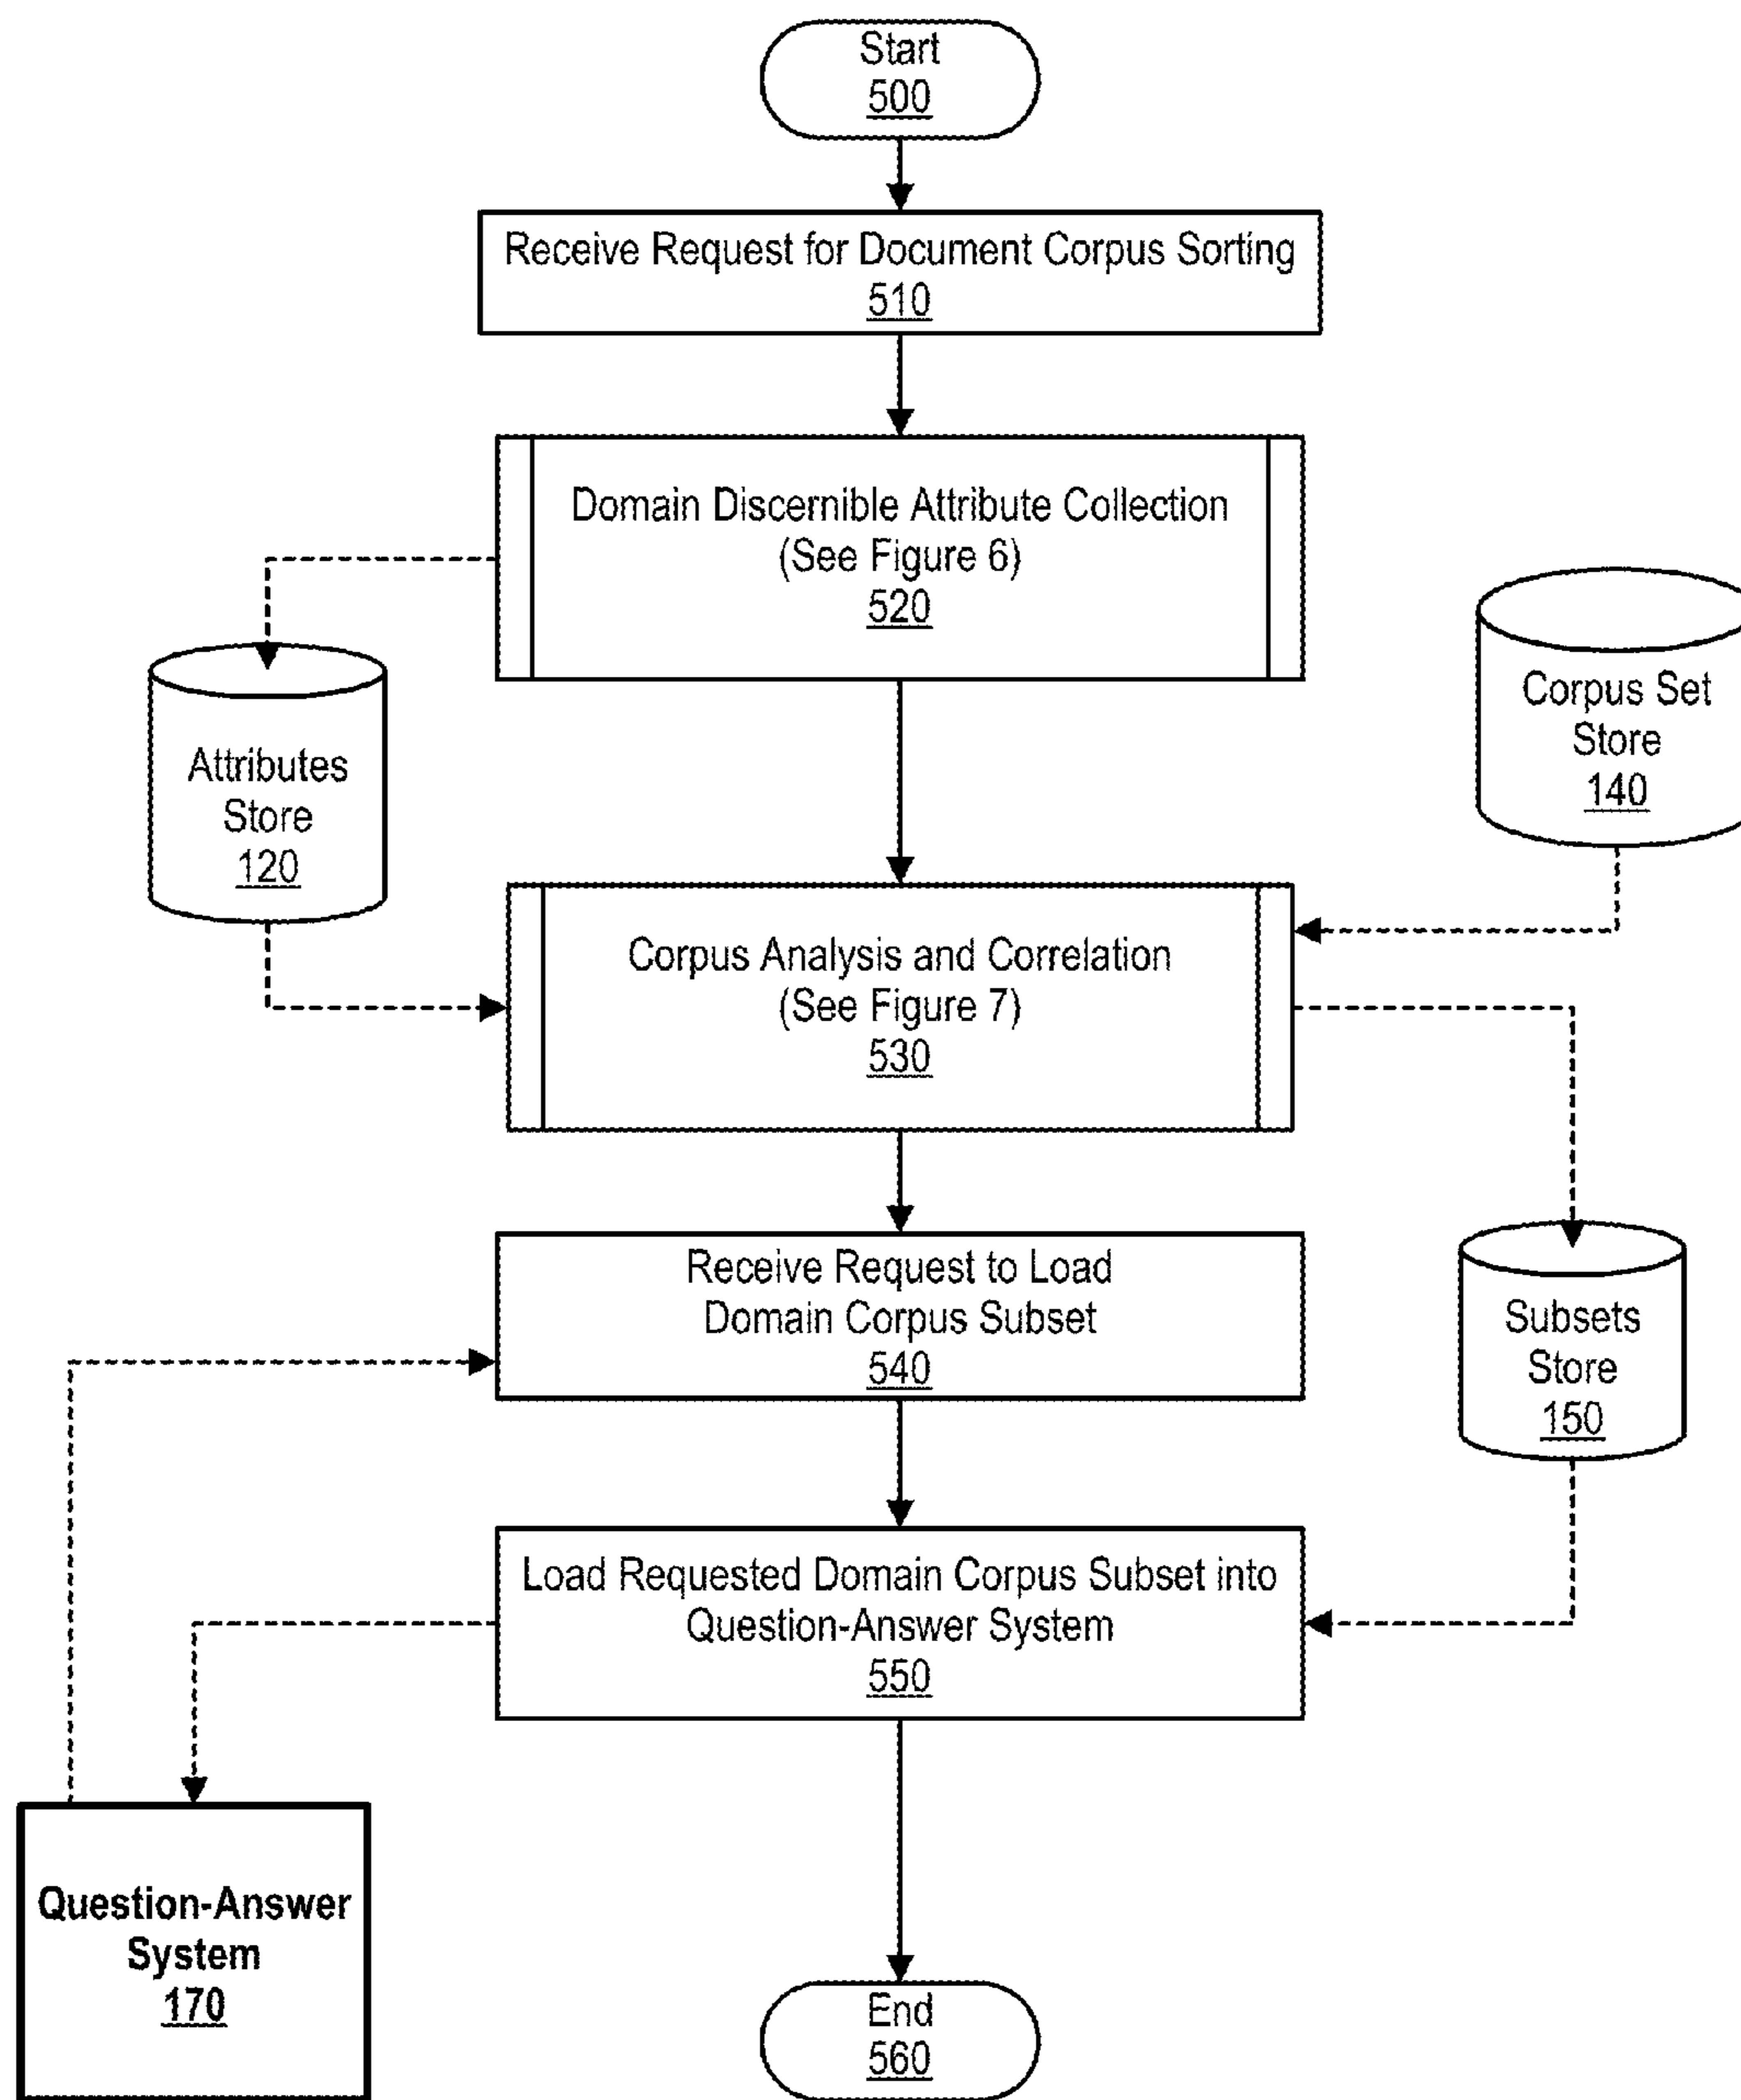 Start
500
Receive Request for Document Corpus Sorting
510
Domain Discernible Attribute Collection
(See Figure 6)
520
Attributes
Store
120
Corpus Set
Store
140
Corpus Analysis and Correlation
(See Figure 7)
530
Receive Request to Load
Domain Corpus Subset
540
Subsets
Store
150
Load Requested Domain Corpus Subset into
Question-Answer System
550
Question-Answer
System
170
End
560